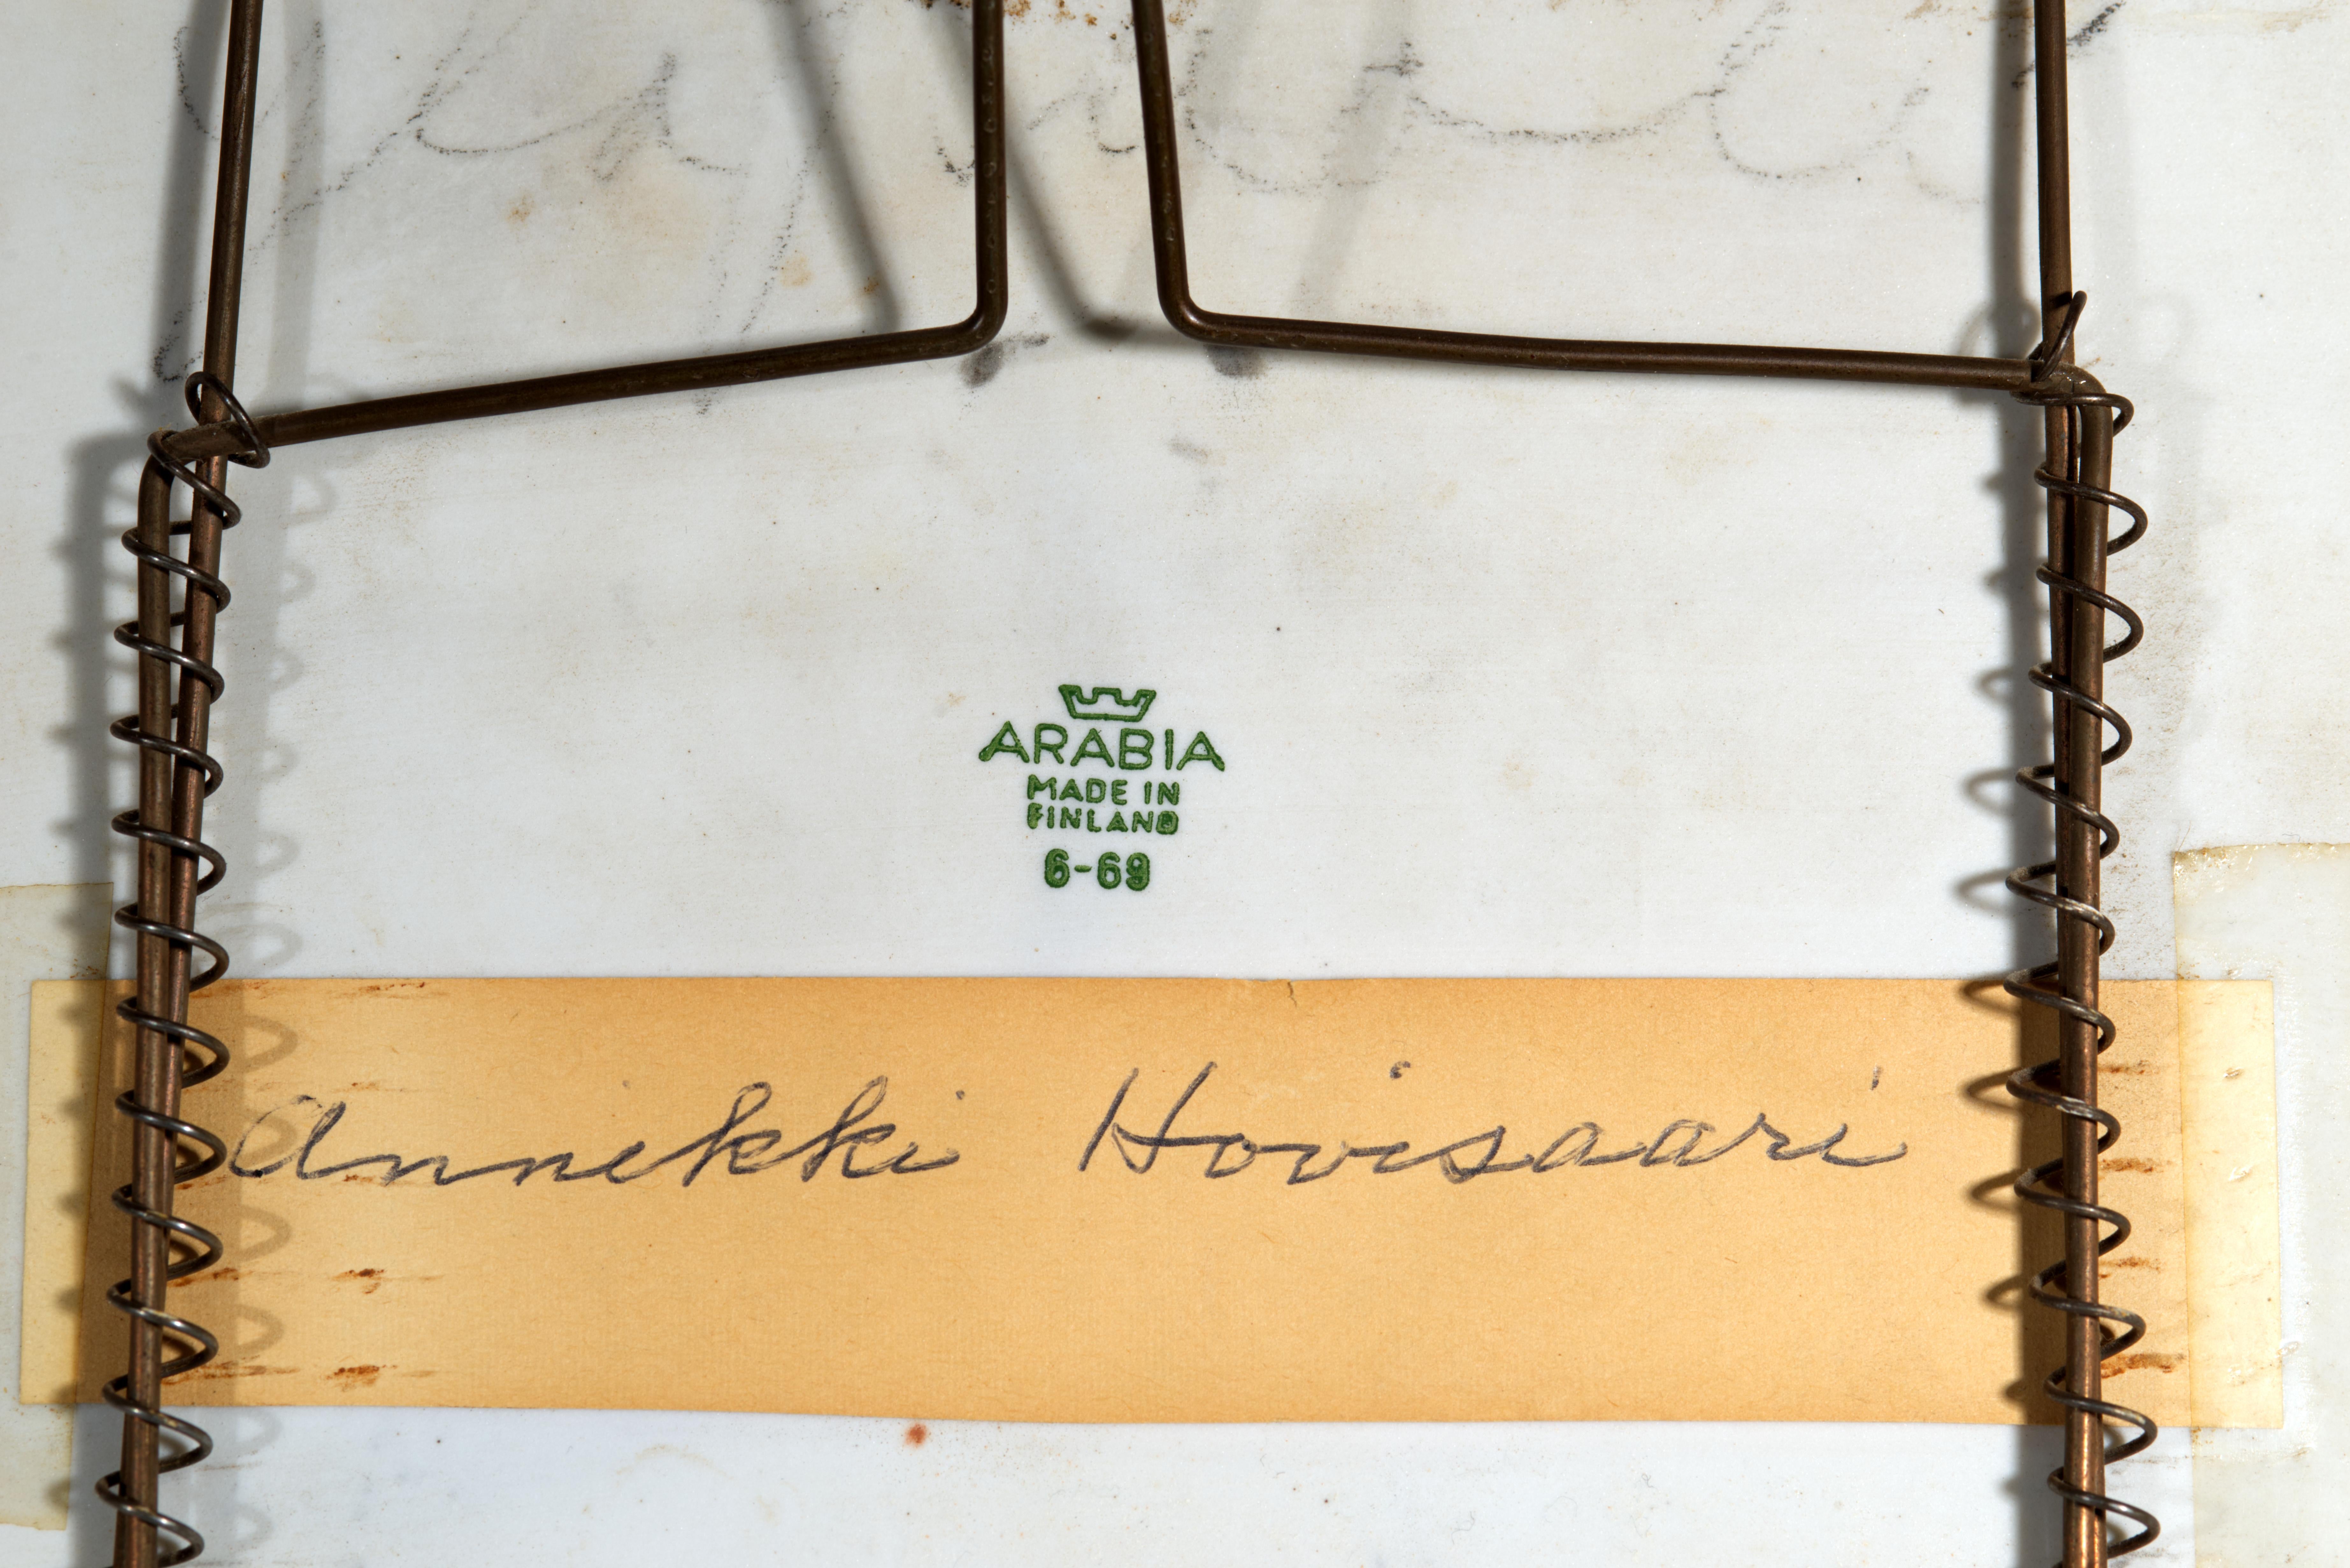 ARABIA
MADE IN
FINLAND
6-69
Annikki Hovisaari